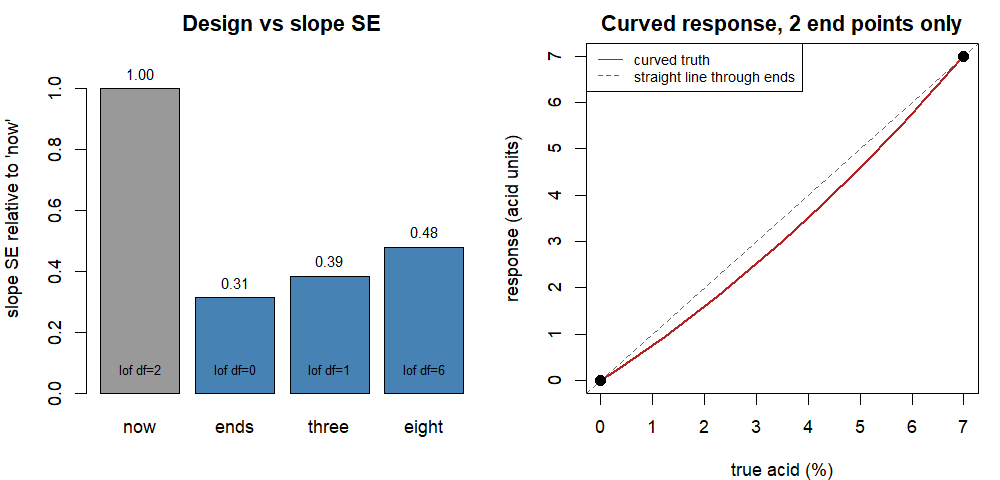 Design vs slope SE
slope SE relative to 'now'
0.0
0.2
0.4
0.6
0.8
1.0
1.00
0.31
0.39
0.48
lof df=2
lof df=0
lof df=1
lof df=6
now
ends
three
eight
Curved response, 2 end points only
curved truth
straight line through ends
response (acid units)
0
1
2
3
4
5
6
7
0
1
2
3
4
5
6
7
true acid (%)